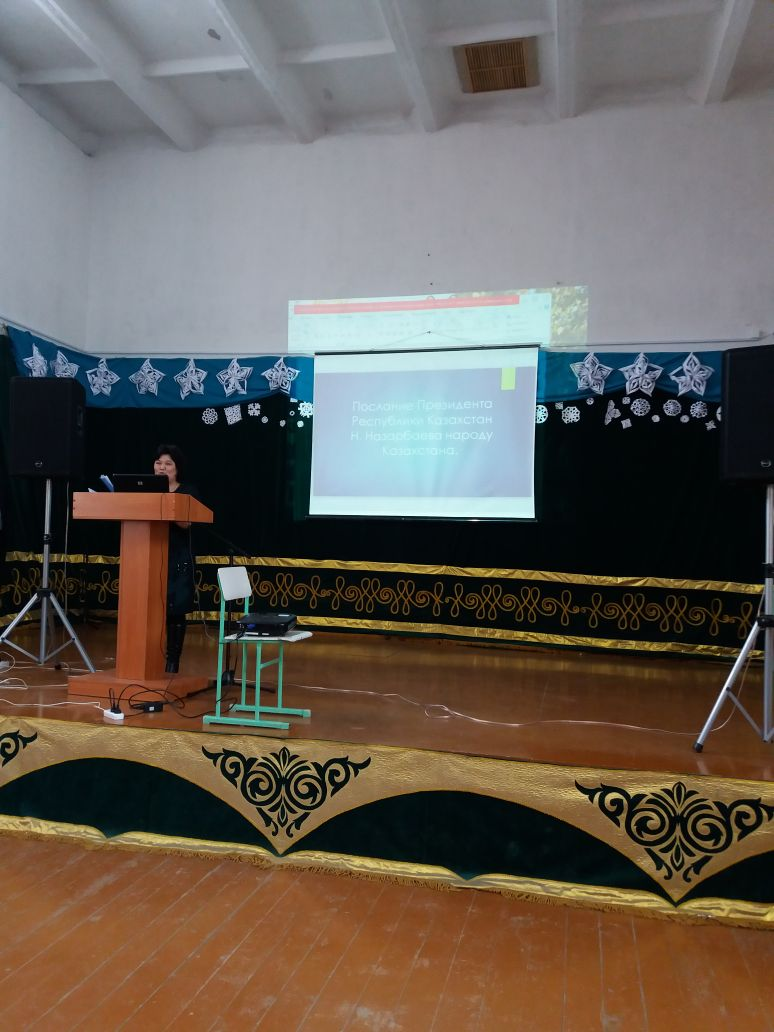 Послание Президента
Республики Казахстан
Н. Назарбаева народу
Казахстана.